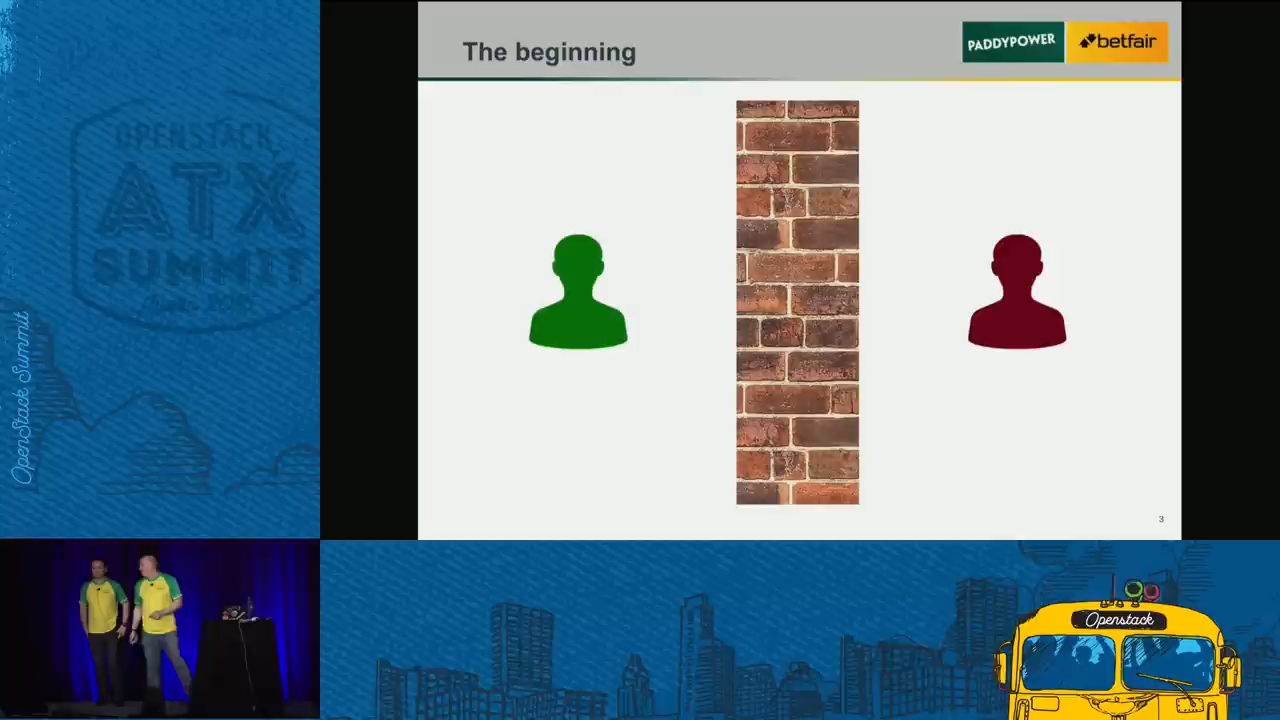 The beginning
PADDYPOWER
betfair
3
OPENSTACK
ATX
SUMMIT
OpenStack Summit
Openstack